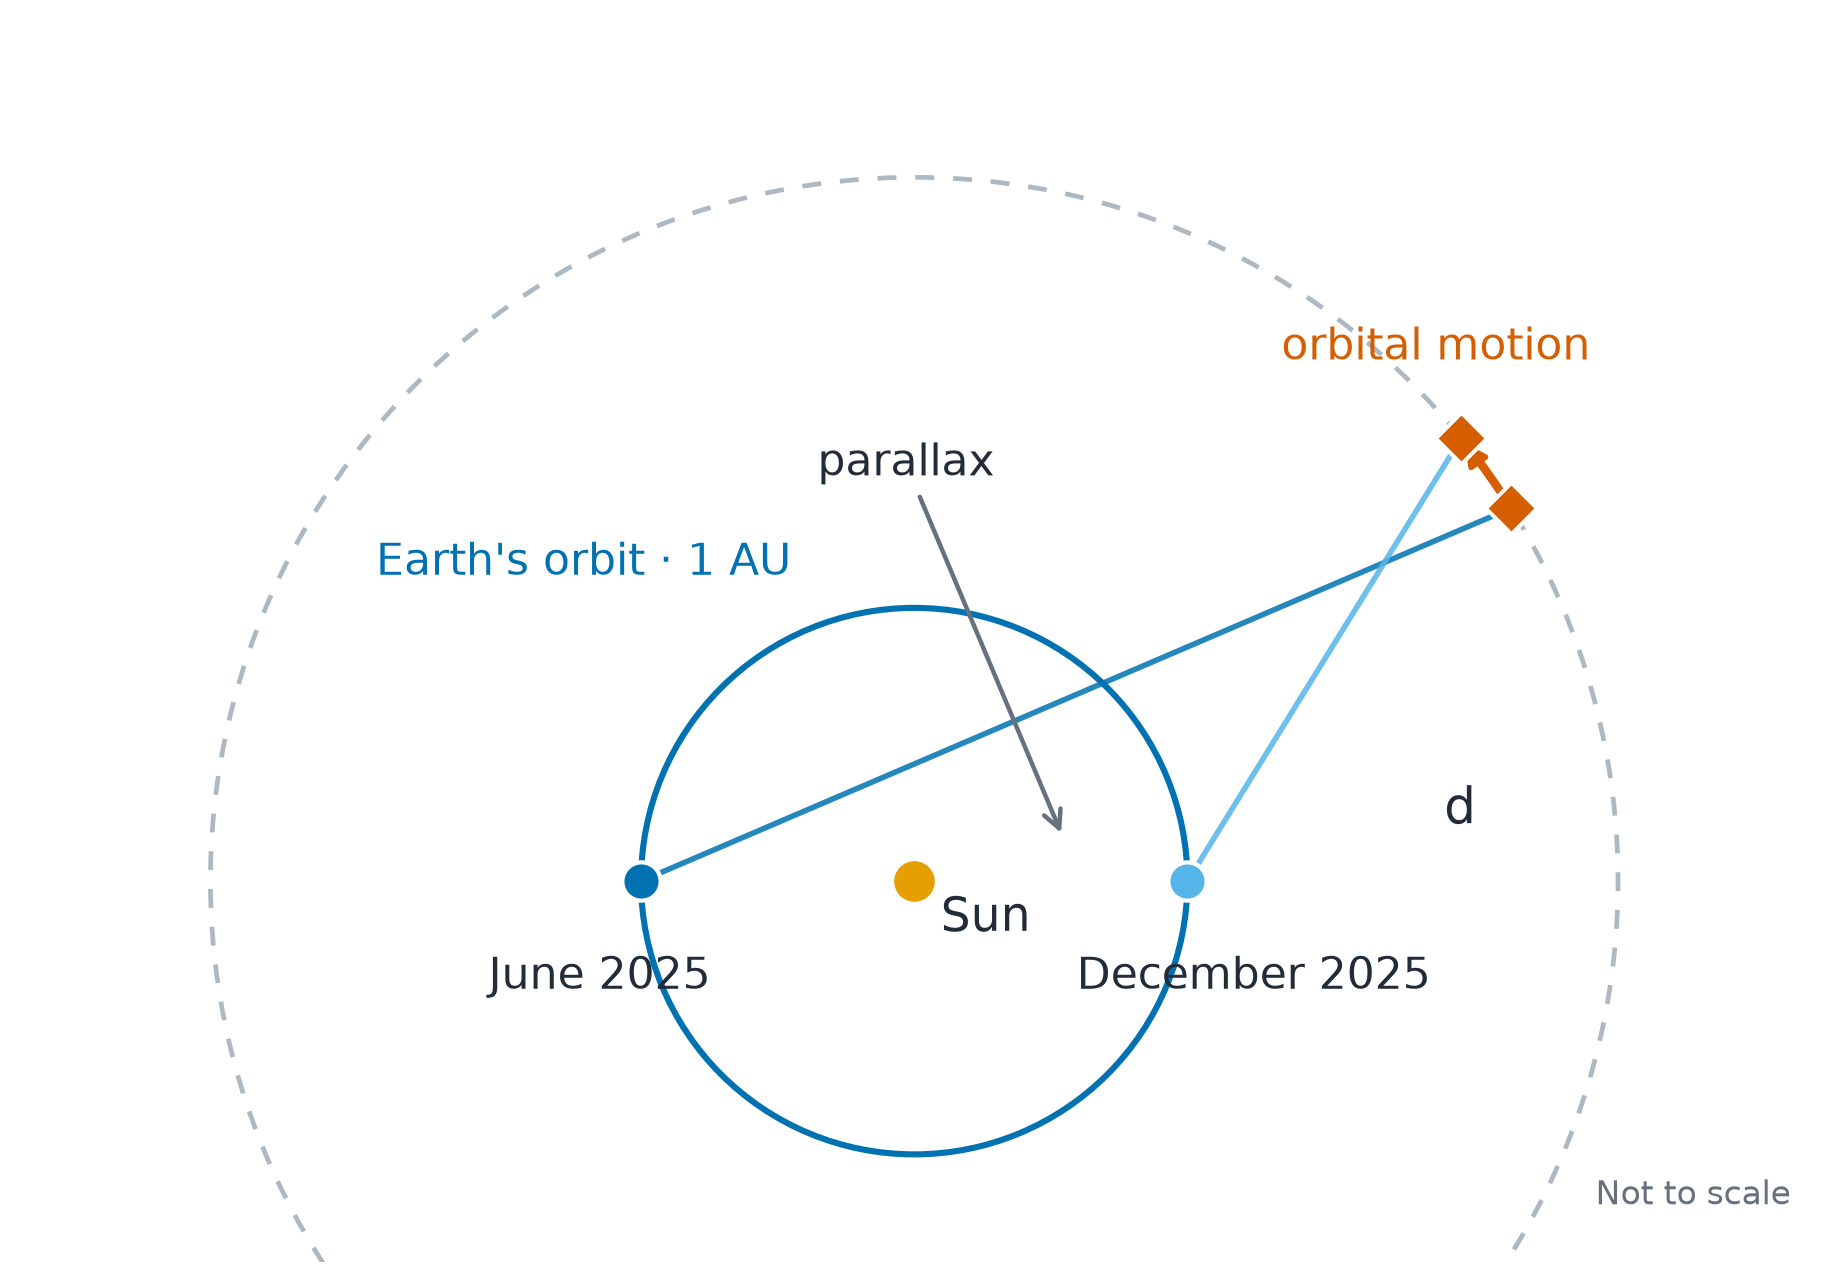 orbital motion
parallax
Earth's orbit · 1 AU
d
Sun
June 2025
December 2025
Not to scale